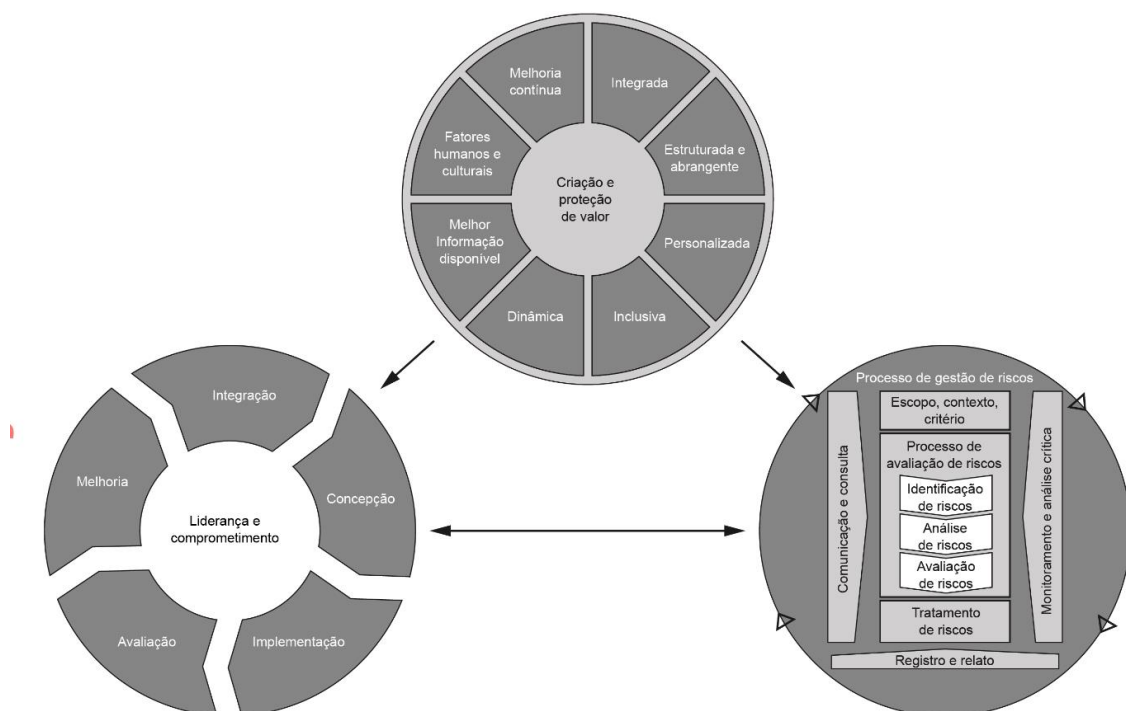 Melhoria
contínua
Integrada
Fatores
humanos e
culturais
Estruturada e
abrangente
Criação e
proteção
de valor
Melhor
Informação
disponível
Personalizada
Dinâmica
Inclusiva
Integração
Melhoria
Concepção
Liderança e
comprometimento
Avaliação
Implementação
Processo de gestão de riscos
Escopo, contexto,
critério
Comunicação e consulta
Processo de
avaliação de riscos
Identificação
de riscos
Análise
de riscos
Avaliação
de riscos
Monitoramento e análise crítica
Tratamento
de riscos
Registro e relato